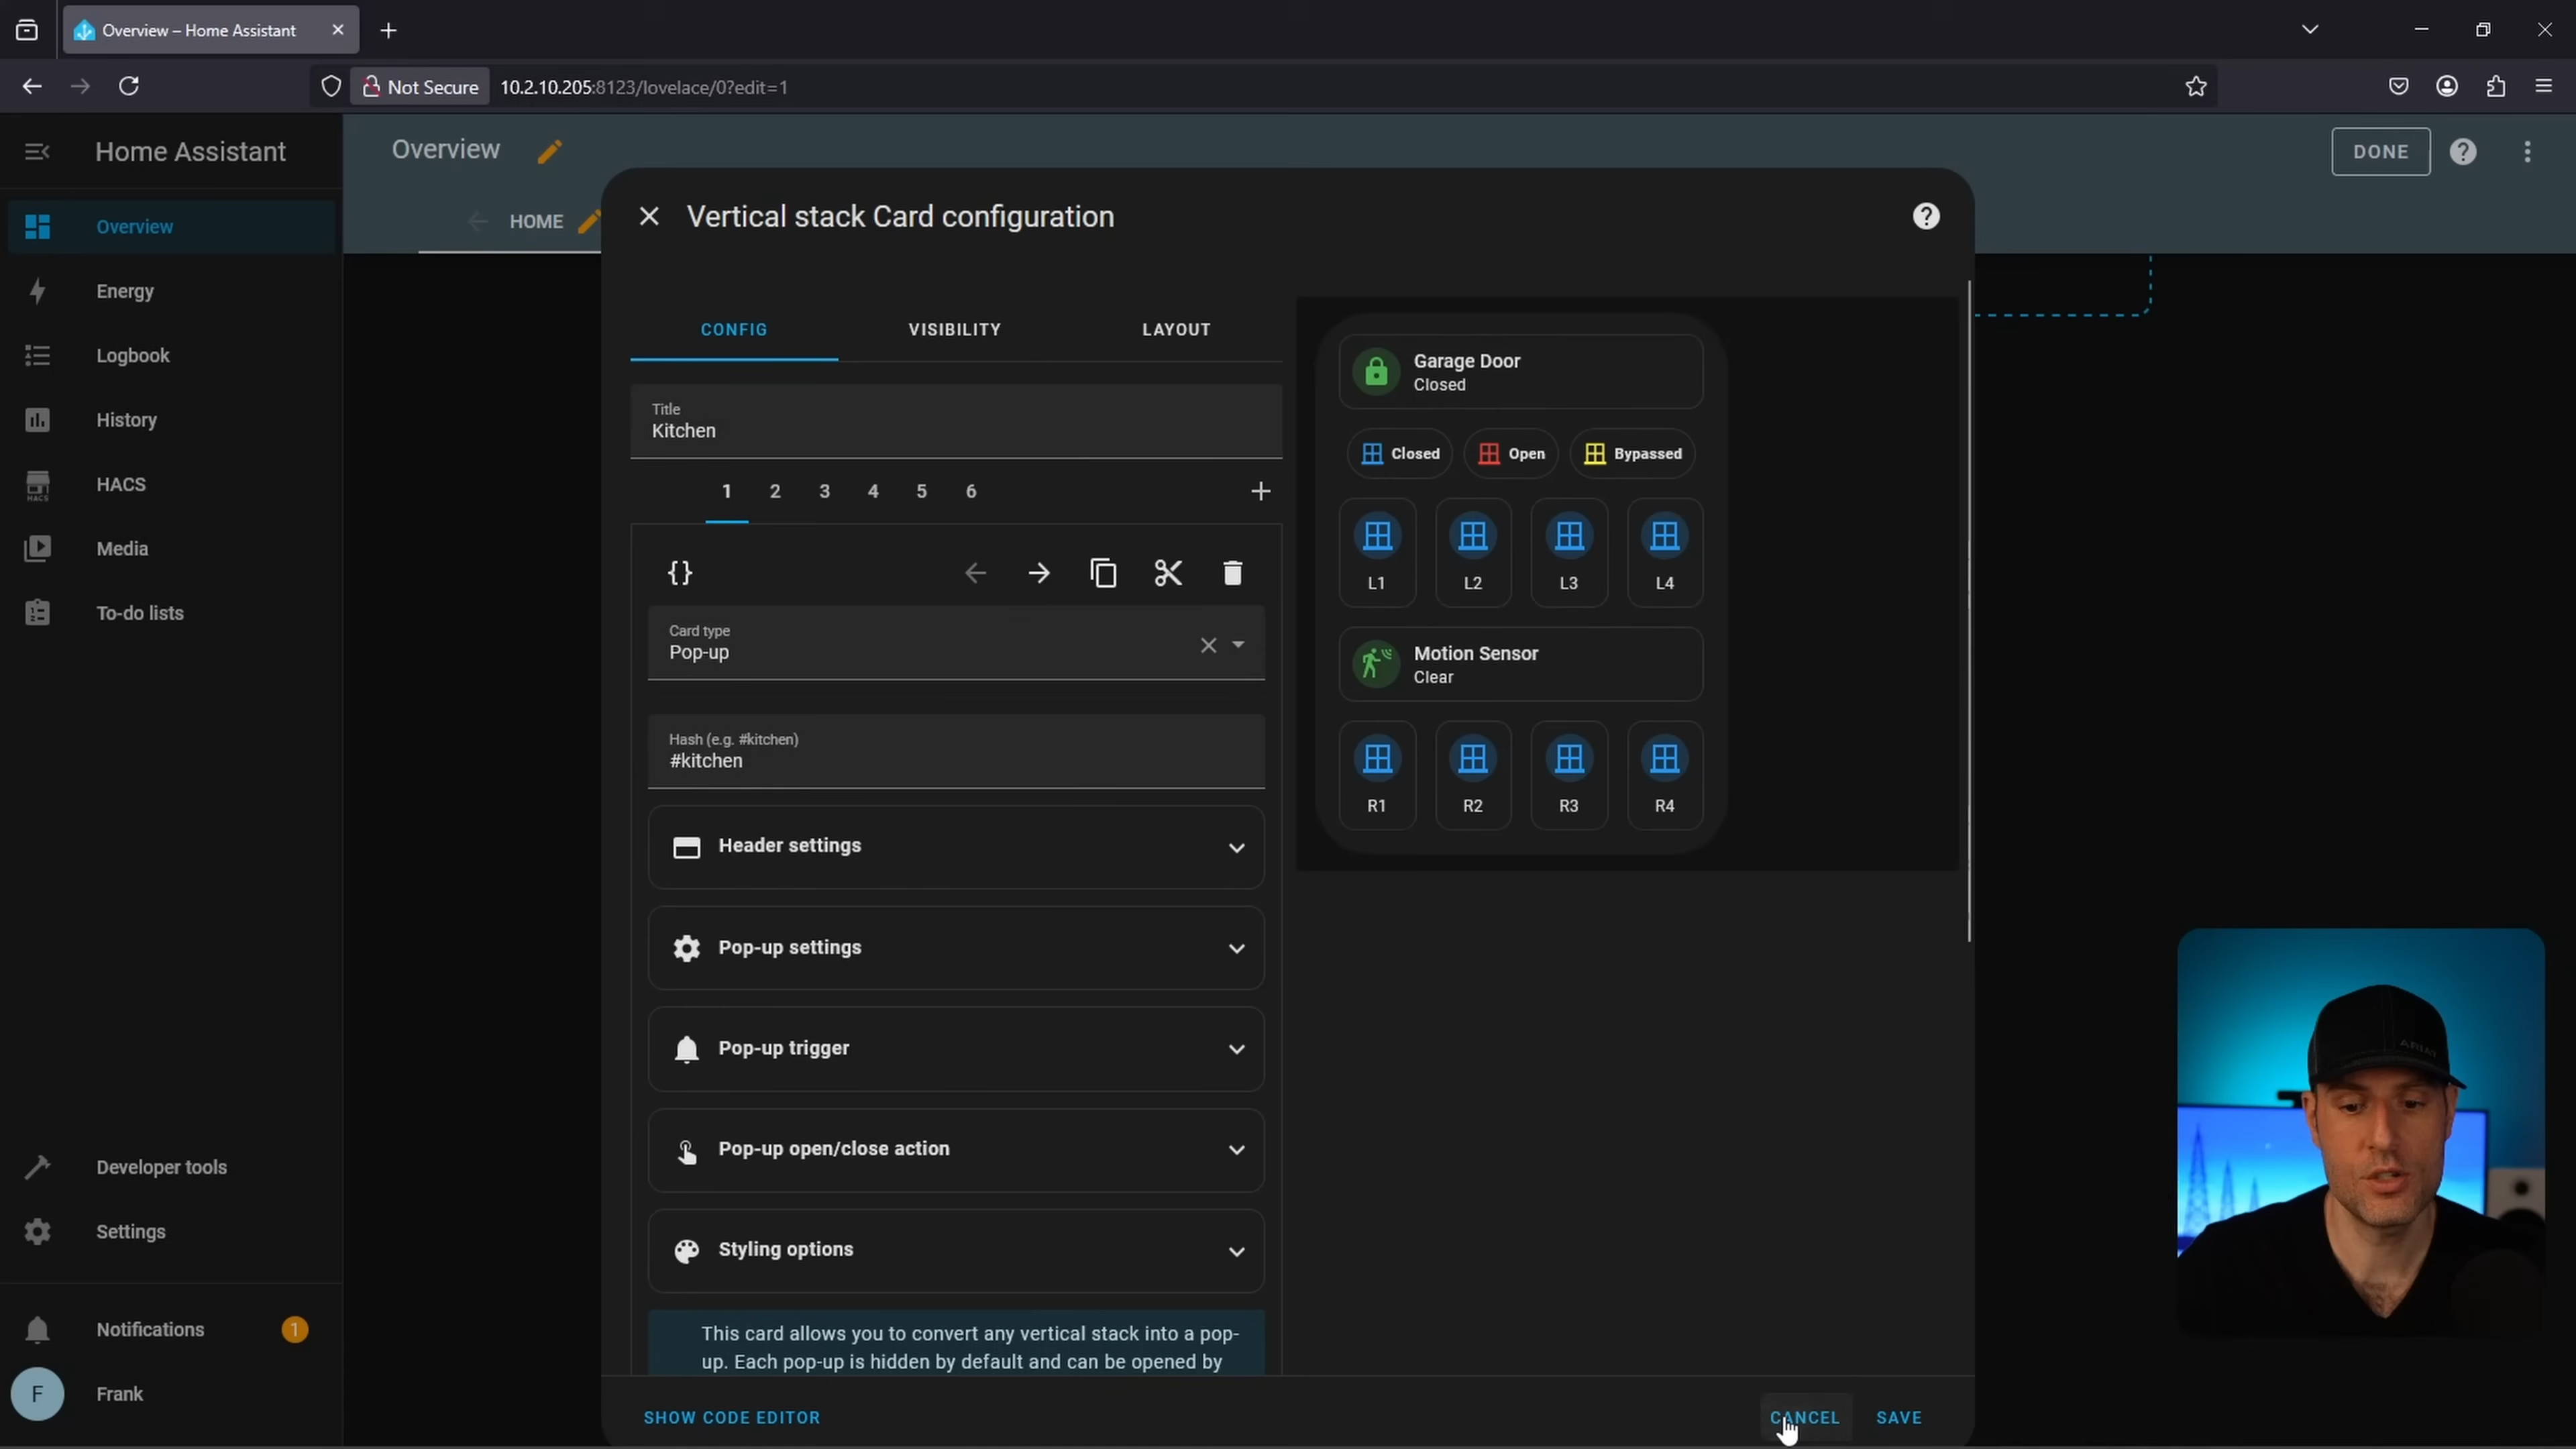 Overview – Home Assistant
Not Secure
10.2.10.205:8123/lovelace/0?edit=1
Home Assistant
Overview
DONE
HOME
Overview
Energy
Logbook
History
HACS
HACS
Media
To-do lists
Developer tools
Settings
Notifications
1
F
Frank
Vertical stack Card configuration
CONFIG
VISIBILITY
LAYOUT
Title
Kitchen
1
2
3
4
5
6
{}
Card type
Pop-up
Hash (e.g. #kitchen)
#kitchen
Header settings
Pop-up settings
Pop-up trigger
Pop-up open/close action
Styling options
This card allows you to convert any vertical stack into a pop-
up. Each pop-up is hidden by default and can be opened by
SHOW CODE EDITOR
CANCEL
SAVE
Garage Door
Closed
Closed
Open
Bypassed
L1
L2
L3
L4
Motion Sensor
Clear
R1
R2
R3
R4
ARIAT